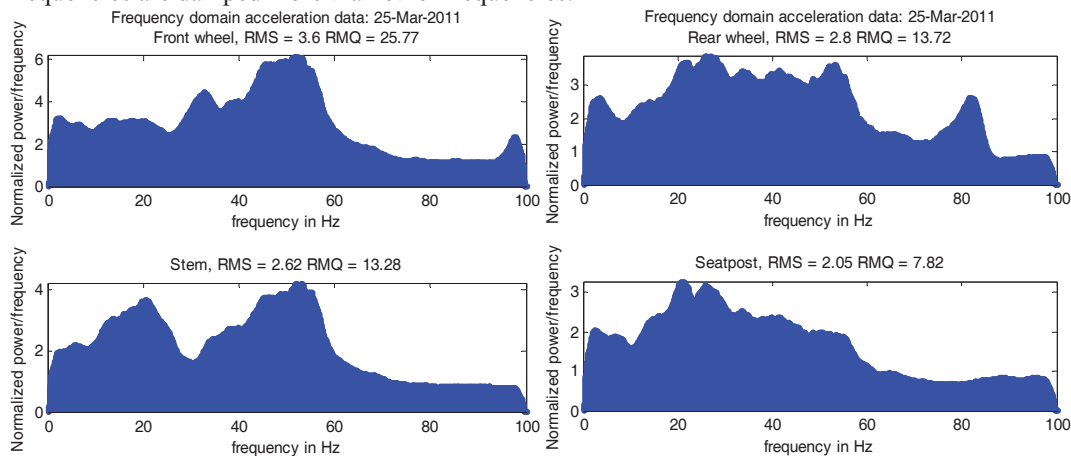 Frequency domain acceleration data: 25-Mar-2011
Front wheel, RMS = 3.6 RMQ = 25.77
Normalized power/frequency
6
4
2
0
0 20 40 60 80 100
frequency in Hz
Frequency domain acceleration data: 25-Mar-2011
Rear wheel, RMS = 2.8 RMQ = 13.72
Normalized power/frequency
3
2
1
0
0 20 40 60 80 100
frequency in Hz
Stem, RMS = 2.62 RMQ = 13.28
Normalized power/frequency
4
2
0
0 20 40 60 80 100
frequency in Hz
Seatpost, RMS = 2.05 RMQ = 7.82
Normalized power/frequency
3
2
1
0
0 20 40 60 80 100
frequency in Hz